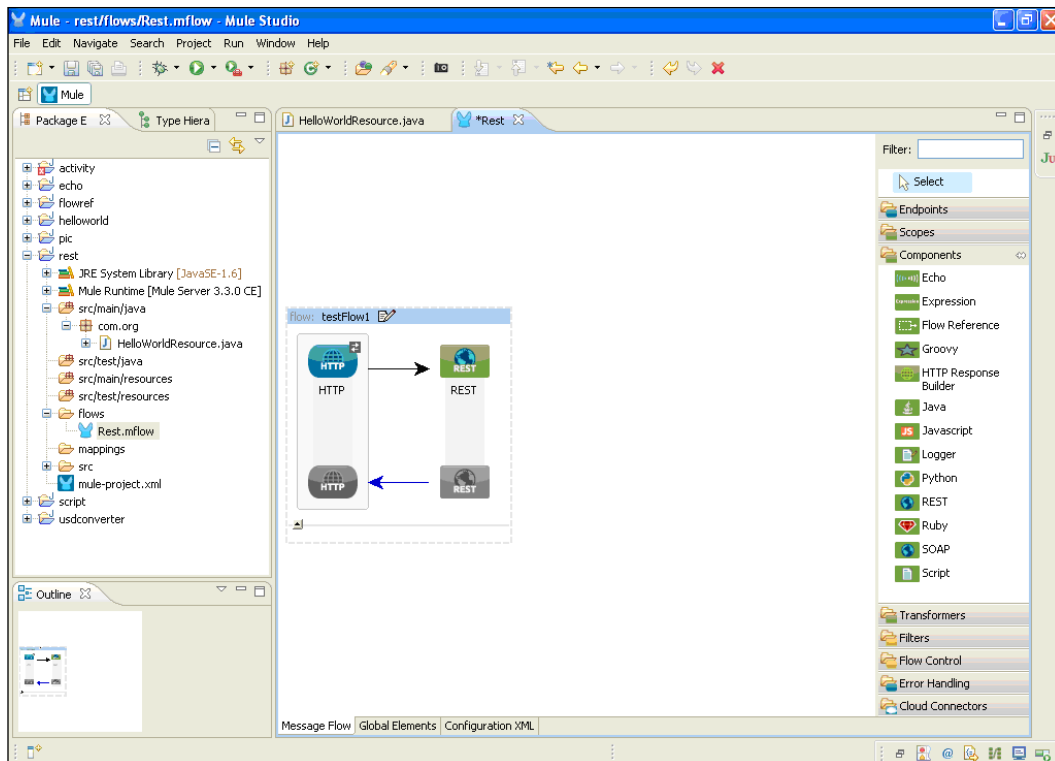 Mule - rest/flows/Rest.mflow - Mule Studio
File Edit Navigate Search Project Run Window Help
Mule
Package E
Type Hiera
HelloWorldResource.java
*Rest
activity
echo
flowref
helloworld
pic
rest
JRE System Library [JavaSE-1.6]
Mule Runtime [Mule Server 3.3.0 CE]
src/main/java
com.org
HelloWorldResource.java
src/test/java
src/main/resources
src/test/resources
flows
Rest.mflow
mappings
src
mule-project.xml
script
usdconverter
Outline
flow: testFlow1
HTTP
REST
HTTP
REST
HTTP
REST
Message Flow Global Elements Configuration XML
Filter:
Select
Endpoints
Scopes
Components
Echo
Expression
Flow Reference
Groovy
HTTP Response
Builder
Java
JS Javascript
Logger
Python
REST
Ruby
SOAP
Script
Transformers
Filters
Flow Control
Error Handling
Cloud Connectors
Ju